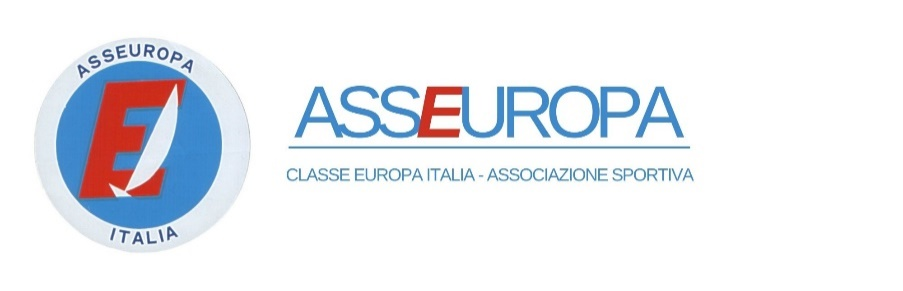 ASSEUROPA
E
ITALIA
ASSEUROPA
CLASSE EUROPA ITALIA - ASSOCIAZIONE SPORTIVA